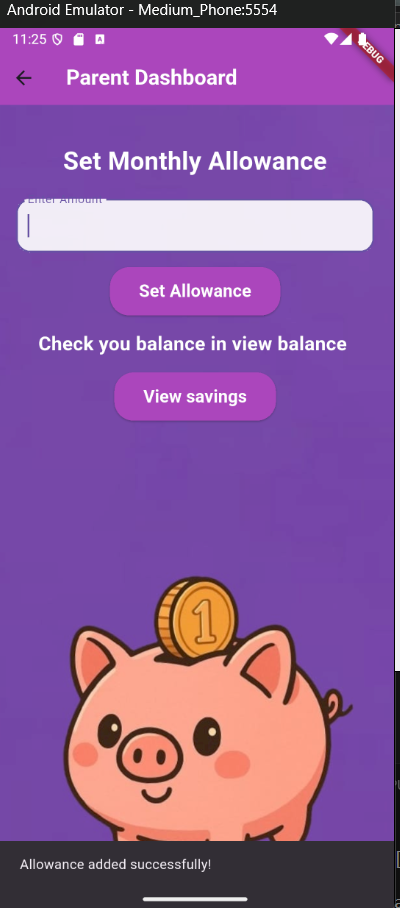 Android Emulator - Medium_Phone:5554
11:25
A
DEBUG
Parent Dashboard
Set Monthly Allowance
Enter Amount
Set Allowance
Check you balance in view balance
View savings
1
Allowance added successfully!